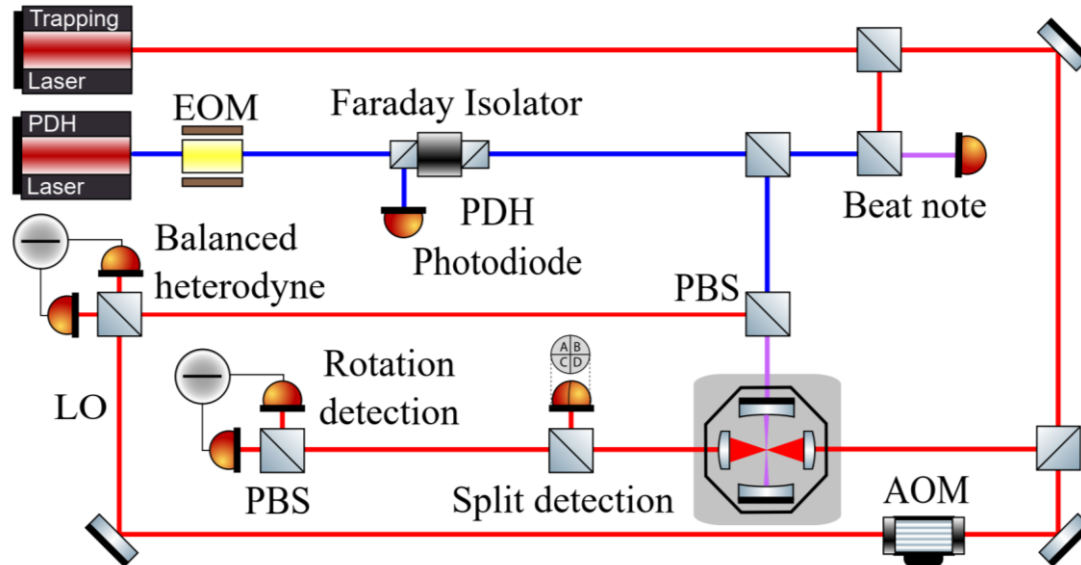 Trapping
Laser
PDH
Laser
EOM
Faraday Isolator
PDH
Photodiode
Beat note
Balanced
heterodyne
PBS
A B
C D
Rotation
detection
LO
PBS
Split detection
AOM